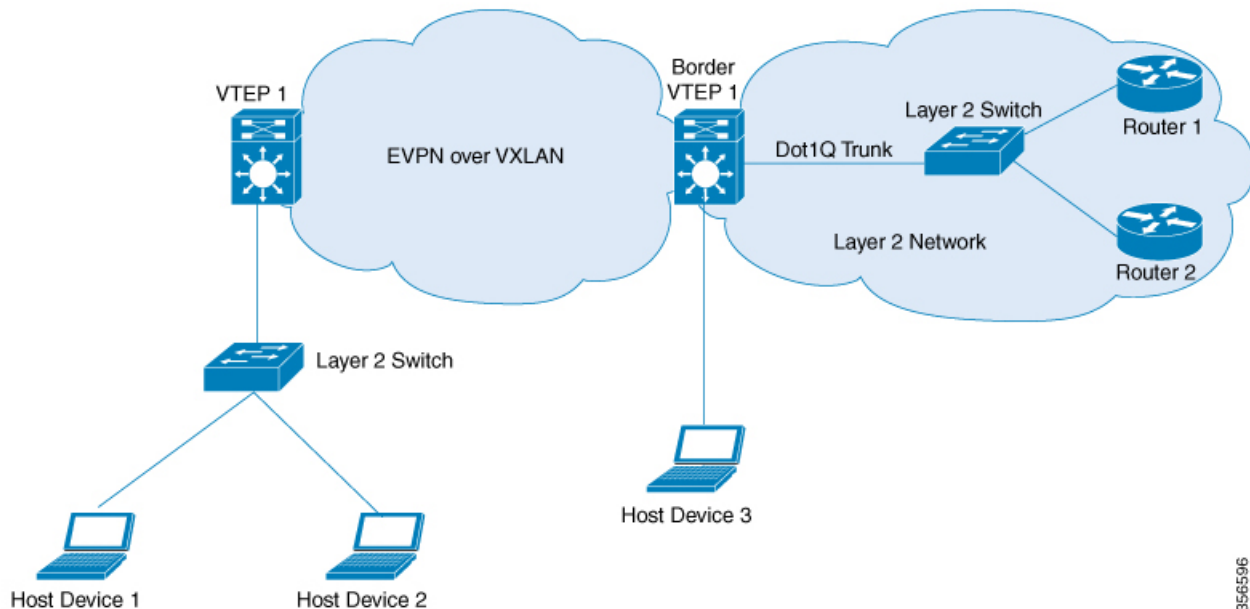 VTEP 1
Border
VTEP 1
Layer 2 Switch
Router 1
EVPN over VXLAN
Dot1Q Trunk
Layer 2 Network
Router 2
Layer 2 Switch
Host Device 3
Host Device 1
Host Device 2
356596